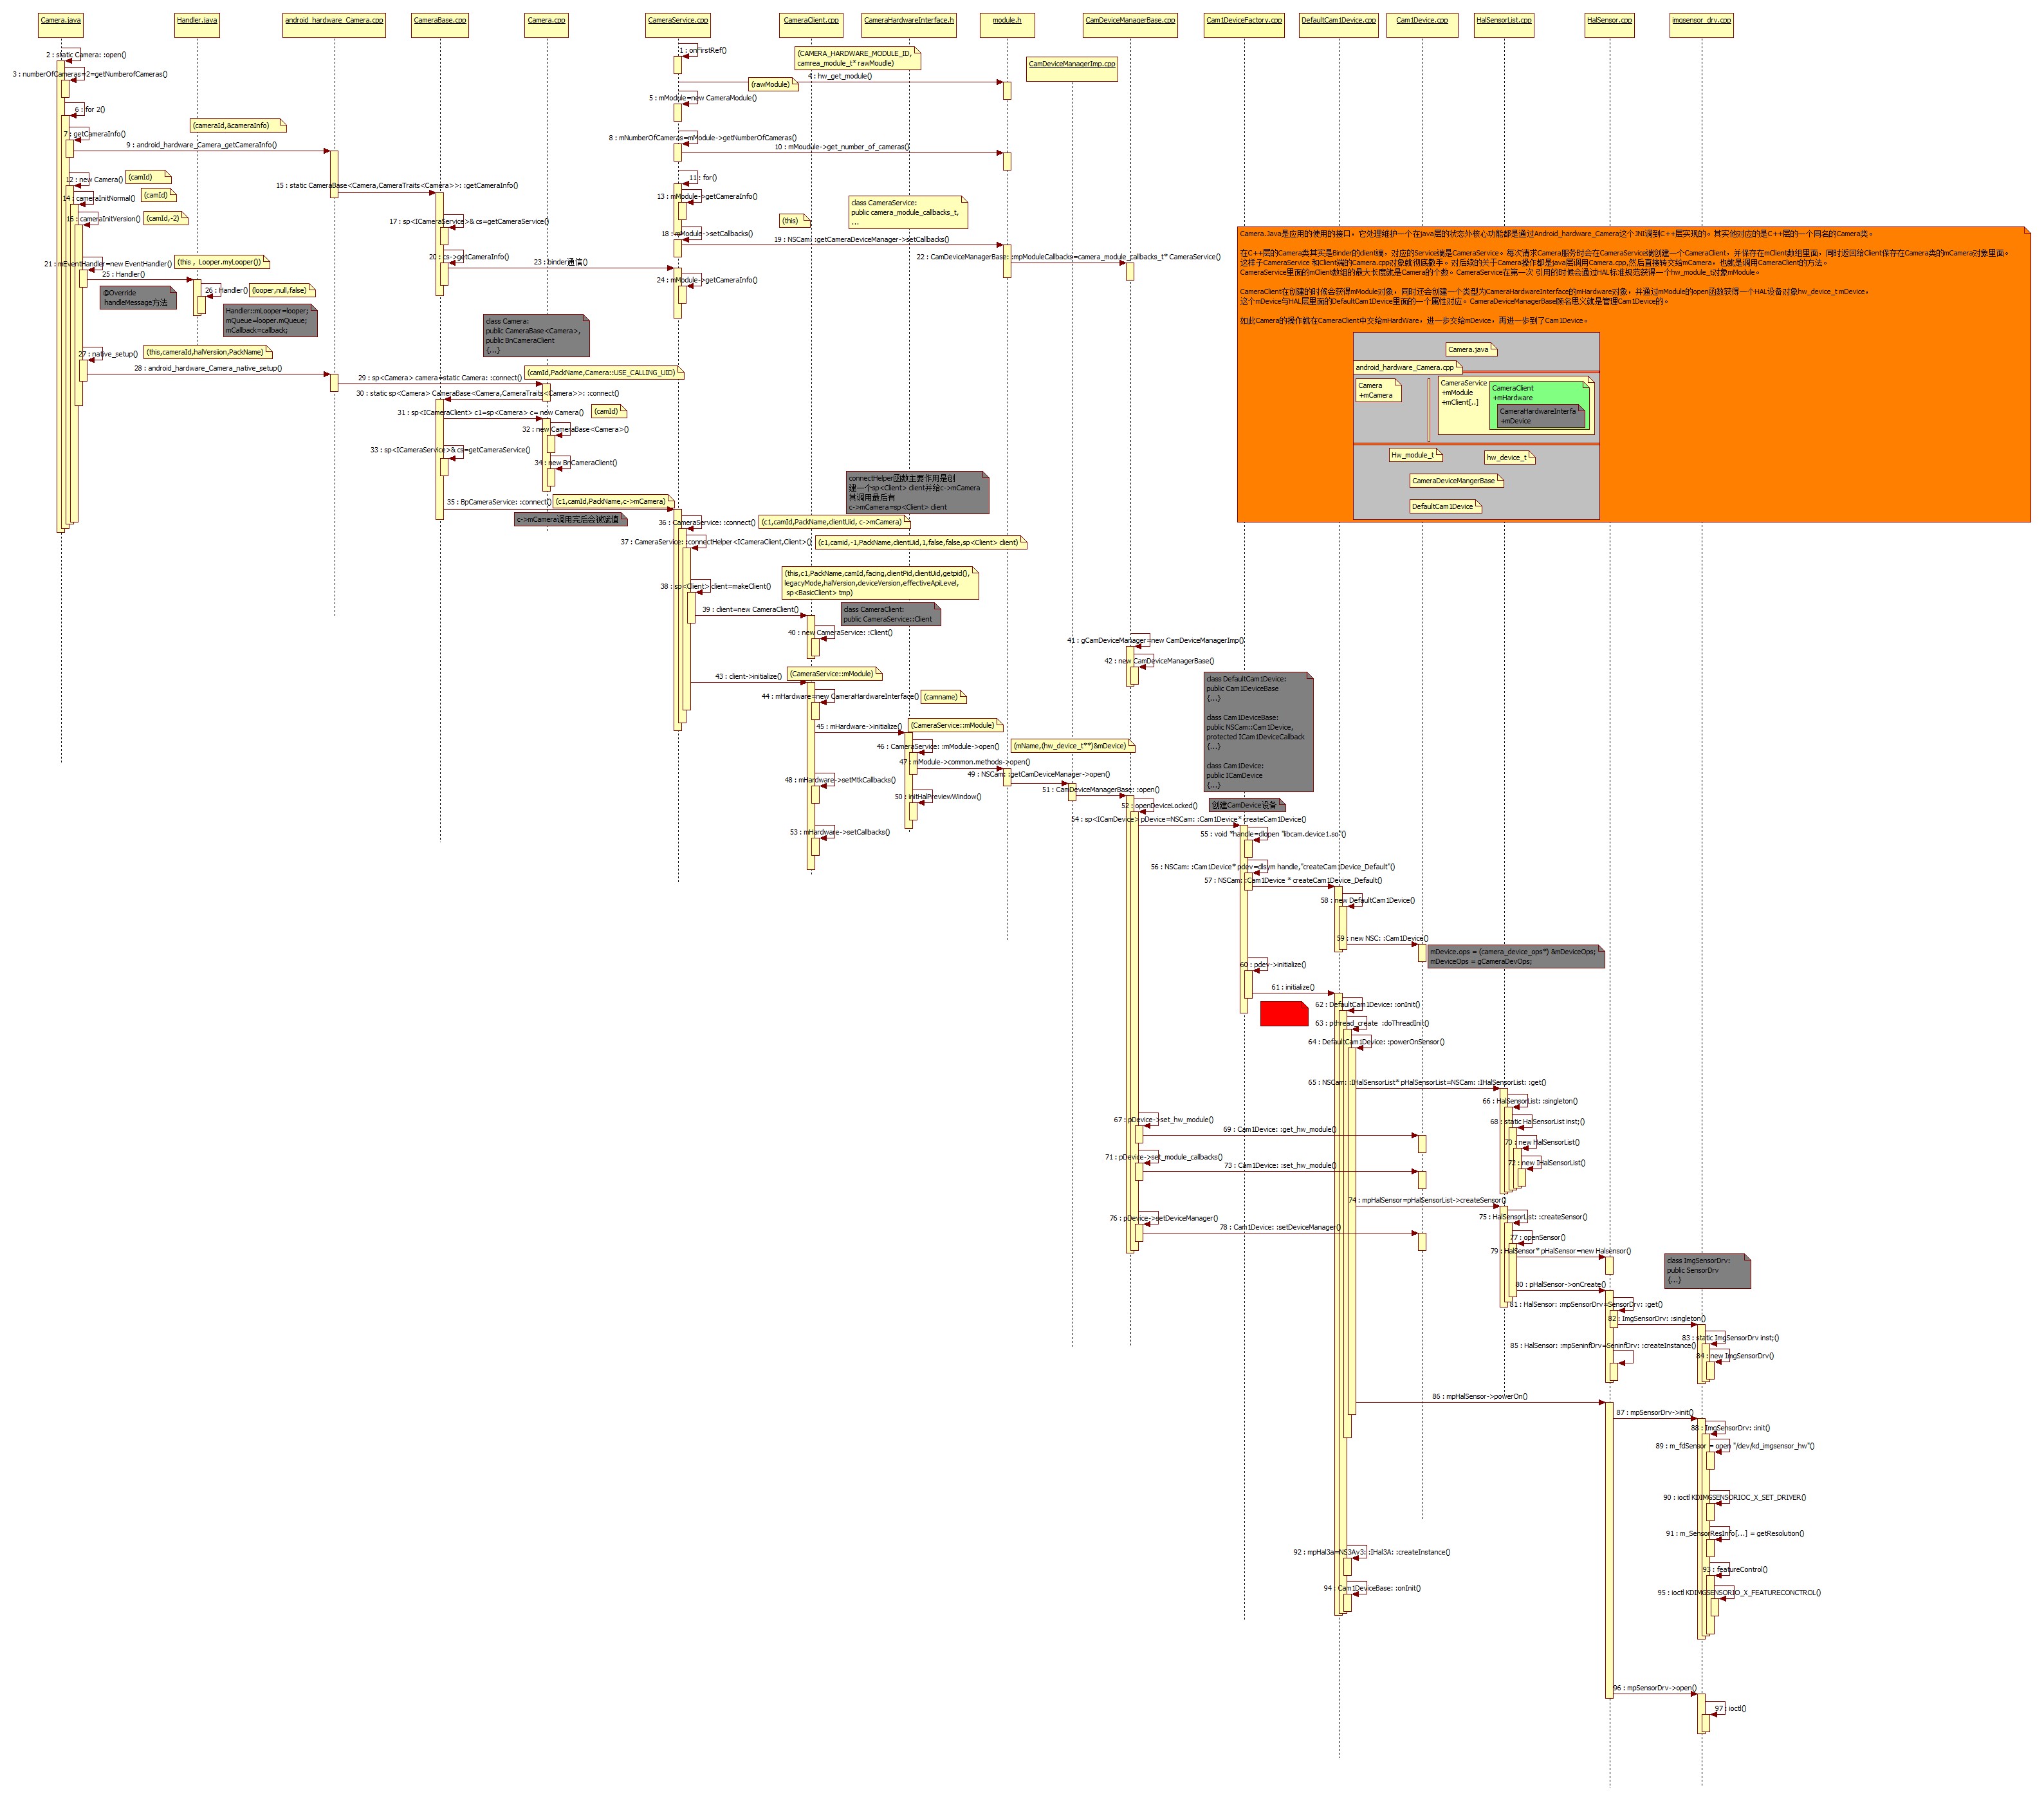 Camera.java
Handler.java
android_hardware_Camera.cpp
CameraBase.cpp
Camera.cpp
CameraService.cpp
CameraClient.cpp
CameraHardwareInterface.h
module.h
CamDeviceManagerBase.cpp
Cam1DeviceFactory.cpp
DefaultCam1Device.cpp
Cam1Device.cpp
HalSensorList.cpp
HalSensor.cpp
imgsensor_drv.cpp
CamDeviceManagerImp.cpp
1 : onFirstRef()
2 : static Camera: :open()
3 : numberOfCameras=2=getNumberofCameras()
(CAMERA_HARDWARE_MODULE_ID,
camrea_module_t* rawMoudle)
4 : hw_get_module()
(rawModule)
5 : mModule=new CameraModule()
6 : for 2()
7 : getCameraInfo()
(cameraId,&cameraInfo)
8 : mNumberOfCameras=mModule->getNumberOfCameras()
9 : android_hardware_Camera_getCameraInfo()
10 : mMoudule->get_number_of_cameras()
11 : for()
12 : new Camera()
(camId)
13 : mModule->getCameraInfo()
14 : cameraInitNormal()
(camId)
15 : static CameraBase<Camera,CameraTraits<Camera>>: :getCameraInfo()
16 : cameraInitVersion()
(camId,-2)
17 : sp<ICameraService>& cs=getCameraService()
(this)
class CameraService:
public camera_module_callbacks_t,
...
18 : mModule->setCallbacks()
19 : NSCam: :getCameraDeviceManager->setCallbacks()
20 : cs->getCameraInfo()
21 : mEventHandler=new EventHandler()
(this , Looper.myLooper())
22 : CamDeviceManagerBase: :mpModuleCallbacks=camera_module_callbacks_t* CameraService()
23 : binder通信()
24 : mModule->getCameraInfo()
25 : Handler()
26 : Handler()
(looper,null,false)
@Override
handleMessage方法
Handler::mLooper=looper;
mQueue=looper.mQueue;
mCallback=callback;
class Camera:
public CameraBase<Camera>,
public BnCameraClient
{...}
27 : native_setup()
(this,cameraId,halVersiion,PackName)
28 : android_hardware_Camera_native_setup()
29 : sp<Camera> camera=static Camera: :connect()
(camId,PackName,Camera::USE_CALLING_UID)
30 : static sp<Camera> CameraBase<Camera,CameraTraits<Camera>>: :connect()
31 : sp<ICameraClient> c1=sp<Camera> c= new Camera()
(camId)
32 : new CameraBase<Camera>()
33 : sp<ICameraService>& cs=getCameraService()
34 : new BnCameraClient()
35 : BpCameraService: :connect()
(c1,camId,PackName,c->mCamera)
c->mCamera调用完后会被赋值
connectHelper函数主要作用是创
建一个sp<Client> client并给c->mCamera
其调用最后有
c->mCamera=sp<Client> client
36 : CameraService: :connect()
(c1,camId,PackName,clientUid, c->mCamera)
37 : CameraService: :connectHelper<ICameraClient,Client>()
(c1,camid,-1,PackName,clientUid,1,false,false,sp<Client> client)
38 : sp<Client> client=makeClient()
(this,c1,PackName,camId,facing,clientPid,clientUid,getpid(),
legacyMode,halVersion,deviceVersion,effectiveApiLevel,
sp<BasicClient> tmp)
39 : client=new CameraClient()
class CameraClient:
public CameraService::Client
40 : new CameraService: :Client()
41 : gCamDeviceManager=new CamDeviceManagerImp()
42 : new CamDeviceManagerBase()
43 : client->initialize()
(CameraService::mModule)
44 : mHardware=new CameraHardwareInterface()
(camname)
45 : mHardware->initialize()
(CameraService::mModule)
46 : CameraService: :mModule->open()
(mName,(hw_device_t**)&mDevice)
47 : mModule->common.methods->open()
48 : mHardware->setMtkCallbacks()
49 : NSCam: :getCamDeviceManager->open()
50 : initHalPreviewWindow()
51 : CamDeviceManagerBase: :open()
52 : openDeviceLocked()
53 : mHardware->setCallbacks()
class DefaultCam1Device:
public Cam1DeviceBase
{...}
class Cam1DeviceBase:
public NSCam::Cam1Device,
protected ICam1DeviceCallback
{...}
class Cam1Device:
public ICamDevice
{...}
创建CamDevice设备
54 : sp<ICamDevice> pDevice=NSCam: :Cam1Device* createCam1Device()
55 : void *handle=dlopen "libcam.device1.so"()
56 : NSCam: :Cam1Device* pdev=dlsym handle,"createCam1Device_Default"()
57 : NSCam: :Cam1Device * createCam1Device_Default()
58 : new DefaultCam1Device()
59 : new NSC: :Cam1Device()
mDevice.ops = (camera_device_ops*) &mDeviceOps;
mDeviceOps = gCameraDevOps;
60 : pdev->initialize()
61 : initialize()
62 : DefaultCam1Device: :onInit()
63 : pthread_create :doThreadInit()
64 : DefaultCam1Device: :powerOnSensor()
65 : NSCam: :IHalSensorList* pHalSensorList=NSCam: :IHalSensorList: :get()
66 : HalSensorList: :singleton()
67 : pDevice->set_hw_module()
68 : static HalSensorList inst;()
69 : Cam1Device: :get_hw_module()
70 : new HalSensorList()
71 : pDevice->set_module_callbacks()
72 : new IHalSensorList()
73 : Cam1Device: :set_hw_module()
74 : mpHalSensor=pHalSensorList->createSensor()
75 : HalSensorList: :createSensor()
76 : pDevice->setDeviceManager()
77 : openSensor()
78 : Cam1Device: :setDeviceManager()
79 : HalSensor* pHalSensor=new Halsensor()
class ImgSensorDrv:
public SensorDrv
{...}
80 : pHalSensor->onCreate()
81 : HalSensor: :mpSensorDrv=SensorDrv: :get()
82 : ImgSensorDrv: :singleton()
83 : static ImgSensorDrv inst;()
84 : new ImgSensorDrv()
85 : HalSensor: :mpSeninfDrv=SeninfDrv: :createInstance()
86 : mpHalSensor->powerOn()
87 : mpSensorDrv->init()
88 : ImgSensorDrv: :init()
89 : m_fdSensor = open "/dev/kd_imgsensor_hw"()
90 : ioctl KDIMGSENSORIOC_X_SET_DRIVER()
91 : m_SensorResInfo[...] = getResolution()
92 : mpHal3a=NS3Av3: :IHal3A: :createInstance()
93 : featureControl()
94 : Cam1DeviceBase: :onInit()
95 : ioctl KDIMGSENSORIO_X_FEATURECONCTROL()
96 : mpSensorDrv->open()
97 : ioctl()
Camera.Java是应用的使用的接口，它处理维护一个在java层的状态外核心功能都是通过Android_hardware_Camera这个JNI调到C++层实现的。其实他对应的是C++层的一个同名的Camera类。
在C++层的Camera类其实是Binder的client端，对应的Service端是CameraService。每次请求Camera服务时会在CameraService端创建一个CameraClient，并保存在mClient数组里面，同时返回给Client保存在Camera类的mCamera对象里面。
这样子CameraService 和Client端的Camera.cpp对象就彻底牵手。对后续的关于Camera操作都是java层调用Camera.cpp,然后直接转交给mCamera，也就是调用CameraClient的方法。
CameraService里面的mClient数组的最大长度就是Camera的个数。CameraService在第一次 引用的时候会通过HAL标准规范获得一个hw_module_t对象mModule。
CameraClient在创建的时候会获得mModule对象，同时还会创建一个类型为CameraHardwareInterface的mHardware对象，并通过mModule的open函数获得一个HAL设备对象hw_device_t mDevice，
这个mDevice与HAL层里面的DefaultCam1Device里面的一个属性对应。CameraDeviceManagerBase顾名思义就是管理Cam1Device的。
如此Camera的操作就在CameraClient中交给mHardWare，进一步交给mDevice，再进一步到了Cam1Device。
Camera.java
android_hardware_Camera.cpp
Camera
+mCamera
CameraService
+mModule
+mClient[..]
CameraClient
+mHardware
CameraHardwareInterfa
+mDevice
Hw_module_t
hw_device_t
CameraDeviceMangerBase
DefaultCam1Device